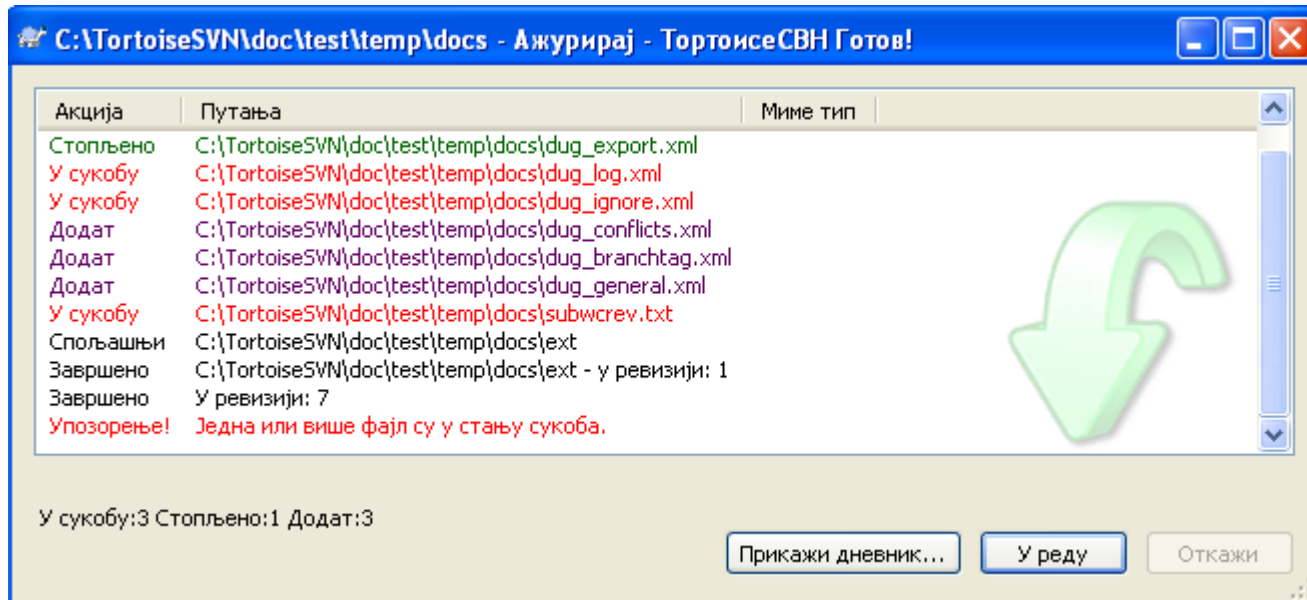 C:\TortoiseSVN\doc\test\temp\docs - Ажурирај - ТортоисеСВН Готов!
Акција Путања Миме тип
Стопљено C:\TortoiseSVN\doc\test\temp\docs\dug_export.xml
У сукобу C:\TortoiseSVN\doc\test\temp\docs\dug_log.xml
У сукобу C:\TortoiseSVN\doc\test\temp\docs\dug_ignore.xml
Додат C:\TortoiseSVN\doc\test\temp\docs\dug_conflicts.xml
Додат C:\TortoiseSVN\doc\test\temp\docs\dug_branchtag.xml
Додат C:\TortoiseSVN\doc\test\temp\docs\dug_general.xml
У сукобу C:\TortoiseSVN\doc\test\temp\docs\subwcrev.txt
Спољашњи C:\TortoiseSVN\doc\test\temp\docs\ext
Завршено C:\TortoiseSVN\doc\test\temp\docs\ext - у ревизији: 1
Завршено У ревизији: 7
Упозорење! Једна или више фајл су у стању сукоба.
У сукобу:3 Стопљено:1 Додат:3
Прикажи дневник... У реду Откажи